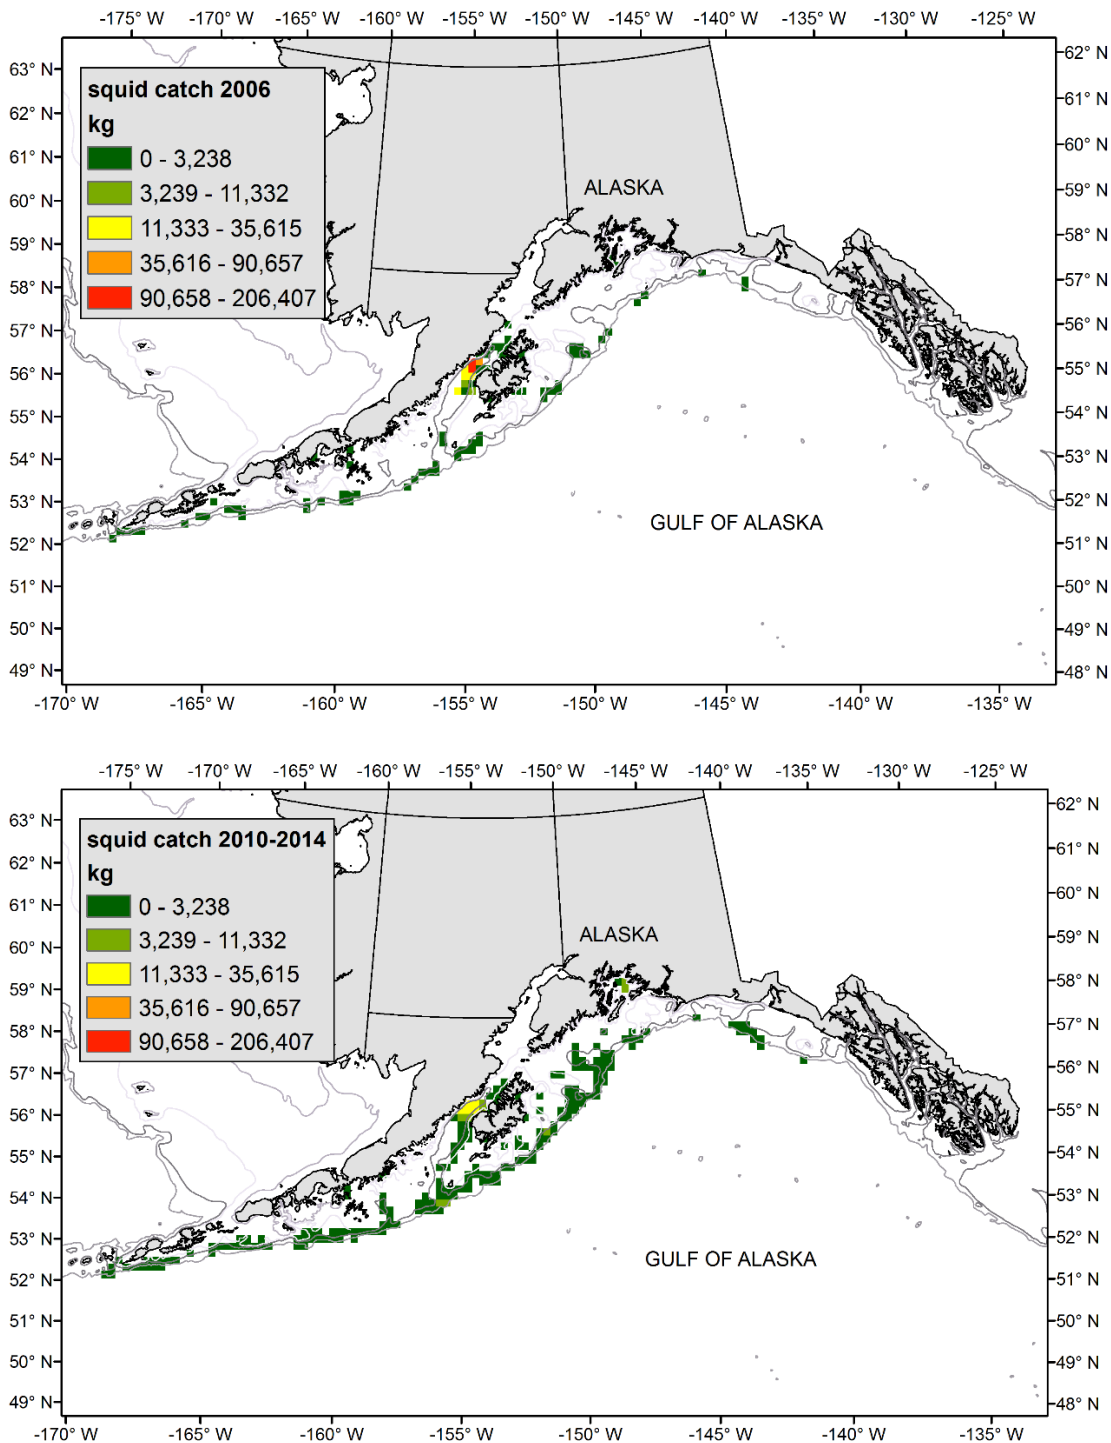 -175° W -170° W -165° W -160° W -155° W -150° W -145° W -140° W -135° W -130° W -125° W
squid catch 2006
kg
0 - 3,238
3,239 - 11,332
11,333 - 35,615
35,616 - 90,657
90,658 - 206,407
63° N
62° N
61° N
60° N
59° N
58° N
57° N
56° N
55° N
54° N
53° N
52° N
51° N
50° N
49° N
ALASKA
GULF OF ALASKA
62° N
61° N
60° N
59° N
58° N
57° N
56° N
55° N
54° N
53° N
52° N
51° N
50° N
49° N
48° N
-170° W -165° W -160° W -155° W -150° W -145° W -140° W -135° W
-175° W -170° W -165° W -160° W -155° W -150° W -145° W -140° W -135° W -130° W -125° W
squid catch 2010-2014
kg
0 - 3,238
3,239 - 11,332
11,333 - 35,615
35,616 - 90,657
90,658 - 206,407
63° N
62° N
61° N
60° N
59° N
58° N
57° N
56° N
55° N
54° N
53° N
52° N
51° N
50° N
49° N
ALASKA
GULF OF ALASKA
62° N
61° N
60° N
59° N
58° N
57° N
56° N
55° N
54° N
53° N
52° N
51° N
50° N
49° N
48° N
-170° W -165° W -160° W -155° W -150° W -145° W -140° W -135° W